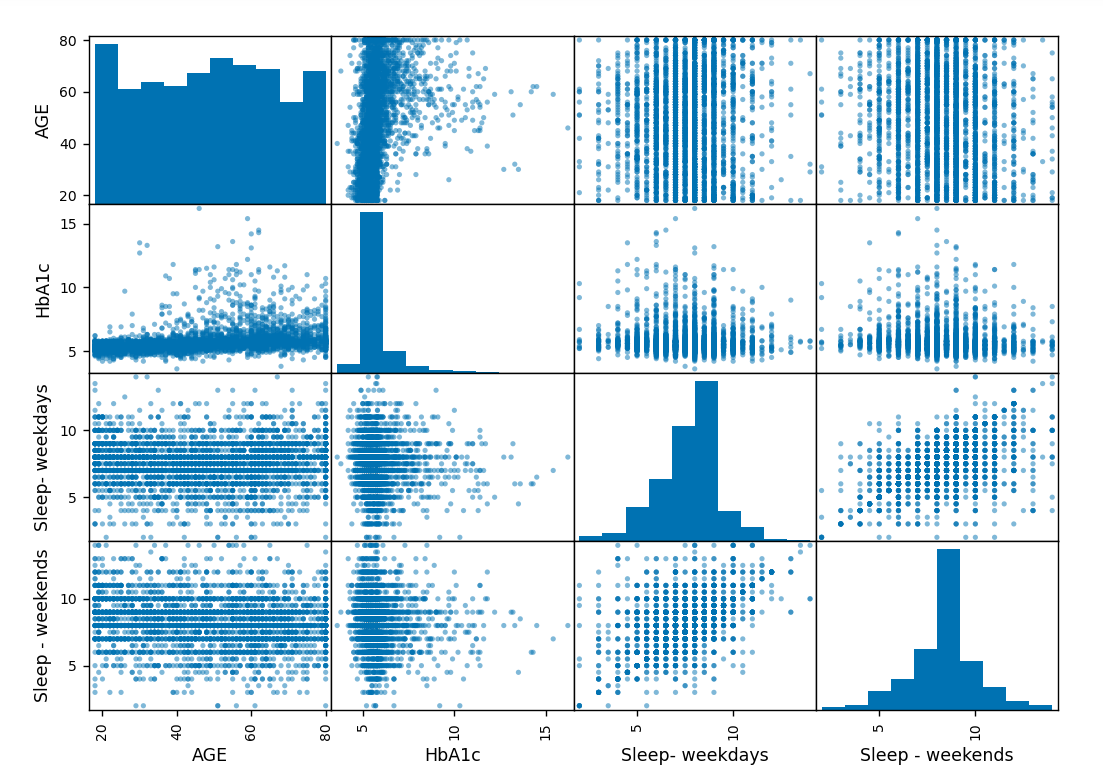 80
60
40
20
AGE
15
10
5
HbA1c
10
5
Sleep- weekdays
10
5
Sleep - weekends
20 40 60 80 5 10 15 5 10 5 10
AGE HbA1c Sleep- weekdays Sleep - weekends